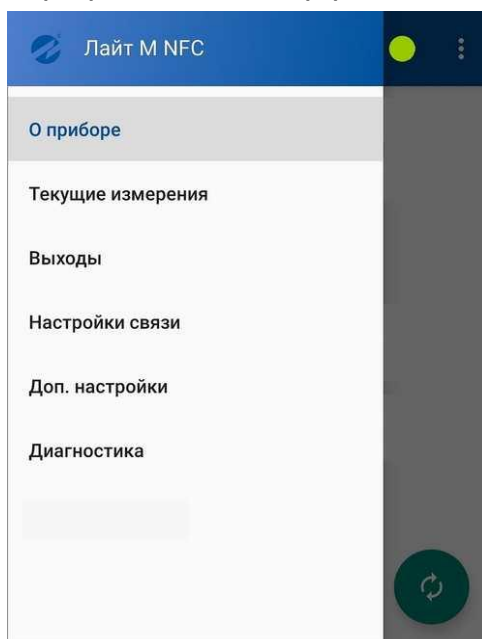 Лайт М NFC
О приборе
Текущие измерения
Выходы
Настройки связи
Доп. настройки
Диагностика